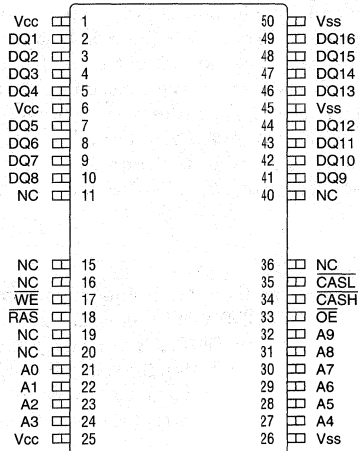 Vcc 1 50 Vss
DQ1 2 49 DQ16
DQ2 3 48 DQ15
DQ3 4 47 DQ14
DQ4 5 46 DQ13
Vcc 6 45 Vss
DQ5 7 44 DQ12
DQ6 8 43 DQ11
DQ7 9 42 DQ10
DQ8 10 41 DQ9
NC 11 40 NC
NC 15 36 NC
NC 16 35 CASL
WE 17 34 CASH
RAS 18 33 OE
NC 19 32 A9
NC 20 31 A8
A0 21 30 A7
A1 22 29 A6
A2 23 28 A5
A3 24 27 A4
Vcc 25 26 Vss